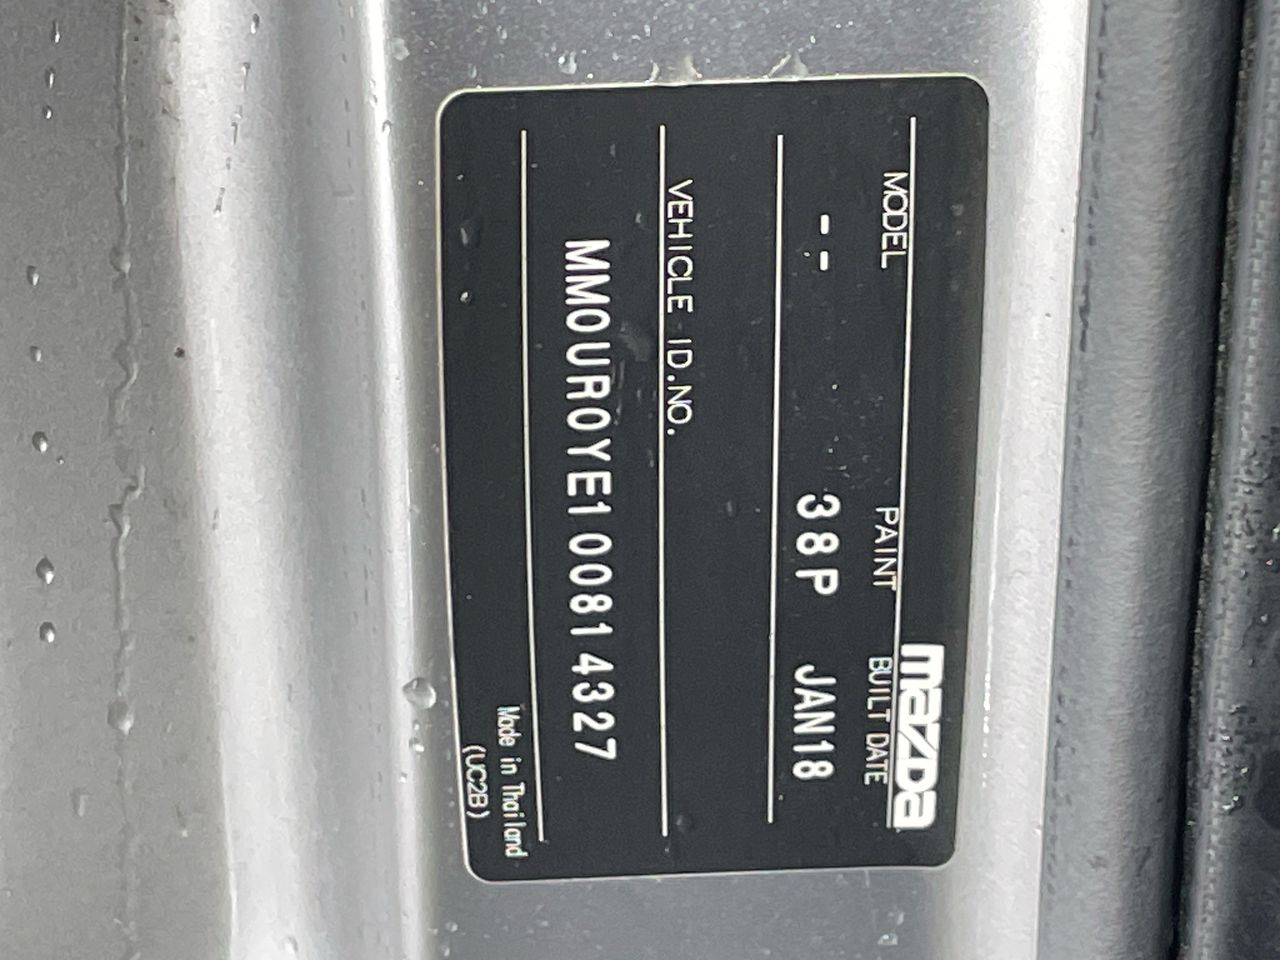 mazda
MODEL PAINT BUILT DATE
-- 38P JAN18
VEHICLE ID.NO.
MM0UR0YE100814327
Made in Thailand
(UC2B)